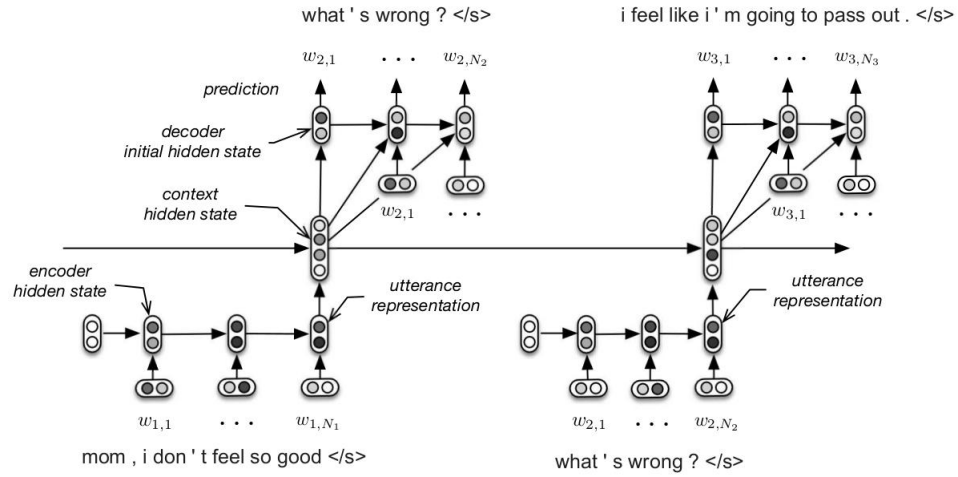 what ' s wrong ? </s>
i feel like i ' m going to pass out . </s>
w2,1 · · · w2,N2
w3,1 · · · w3,N3
prediction
decoder
initial hidden state
context
hidden state
w2,1 · · ·
w3,1 · · ·
encoder
hidden state
utterance
representation
utterance
representation
w1,1 · · · w1,N1
w2,1 · · · w2,N2
mom , i don ' t feel so good </s>
what ' s wrong ? </s>